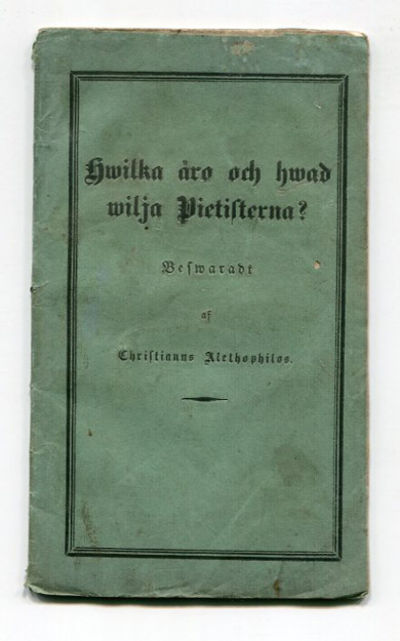 Hwilka äro och hwad
wilja Pietisterna?
Beswaradt
af
Christianus Alethophilos.